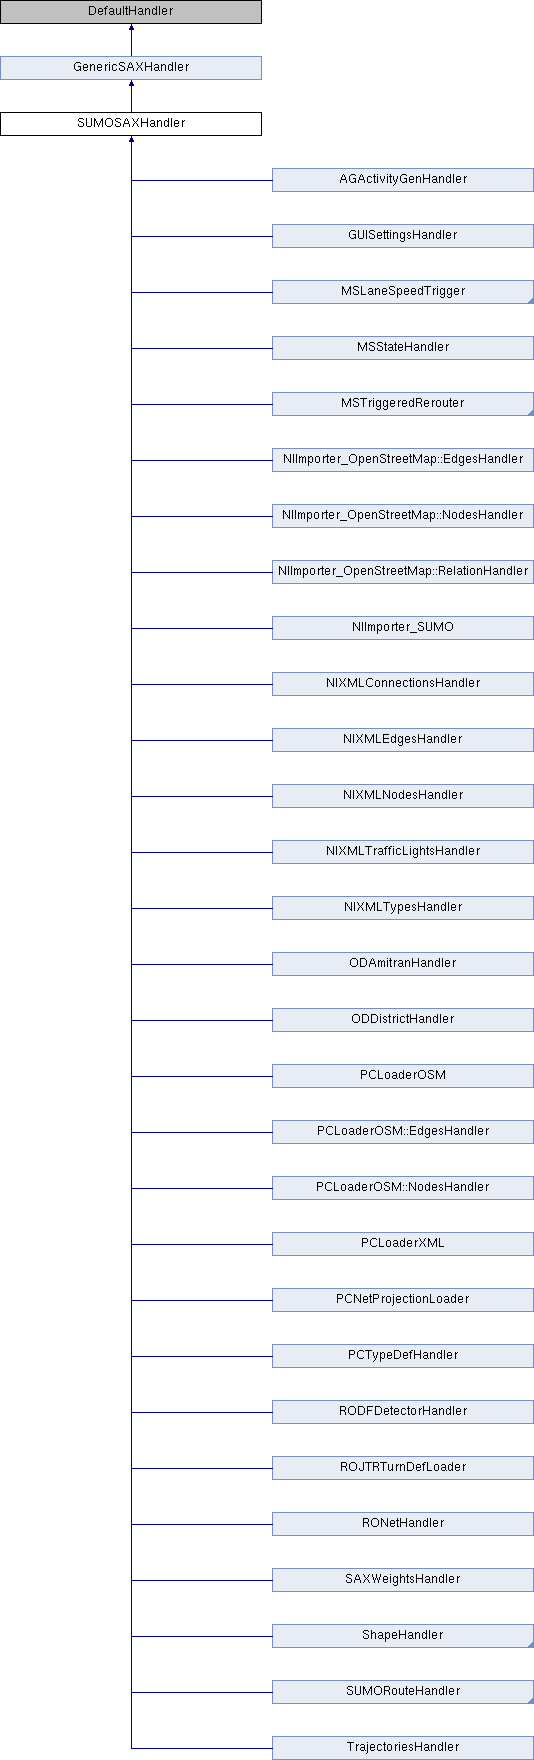 DefaultHandler
GenericSAXHandler
SUMOSAXHandler
AGActivityGenHandler
GUISettingsHandler
MSLaneSpeedTrigger
MSStateHandler
MSTriggeredRerouter
NIImporter_OpenStreetMap::EdgesHandler
NIImporter_OpenStreetMap::NodesHandler
NIImporter_OpenStreetMap::RelationHandler
NIImporter_SUMO
NIXMLConnectionsHandler
NIXMLEdgesHandler
NIXMLNodesHandler
NIXMLTrafficLightsHandler
NIXMLTypesHandler
ODAmitranHandler
ODDistrictHandler
PCLoaderOSM
PCLoaderOSM::EdgesHandler
PCLoaderOSM::NodesHandler
PCLoaderXML
PCNetProjectionLoader
PCTypeDefHandler
RODFDetectorHandler
ROJTRTurnDefLoader
RONetHandler
SAXWeightsHandler
ShapeHandler
SUMORouteHandler
TrajectoriesHandler